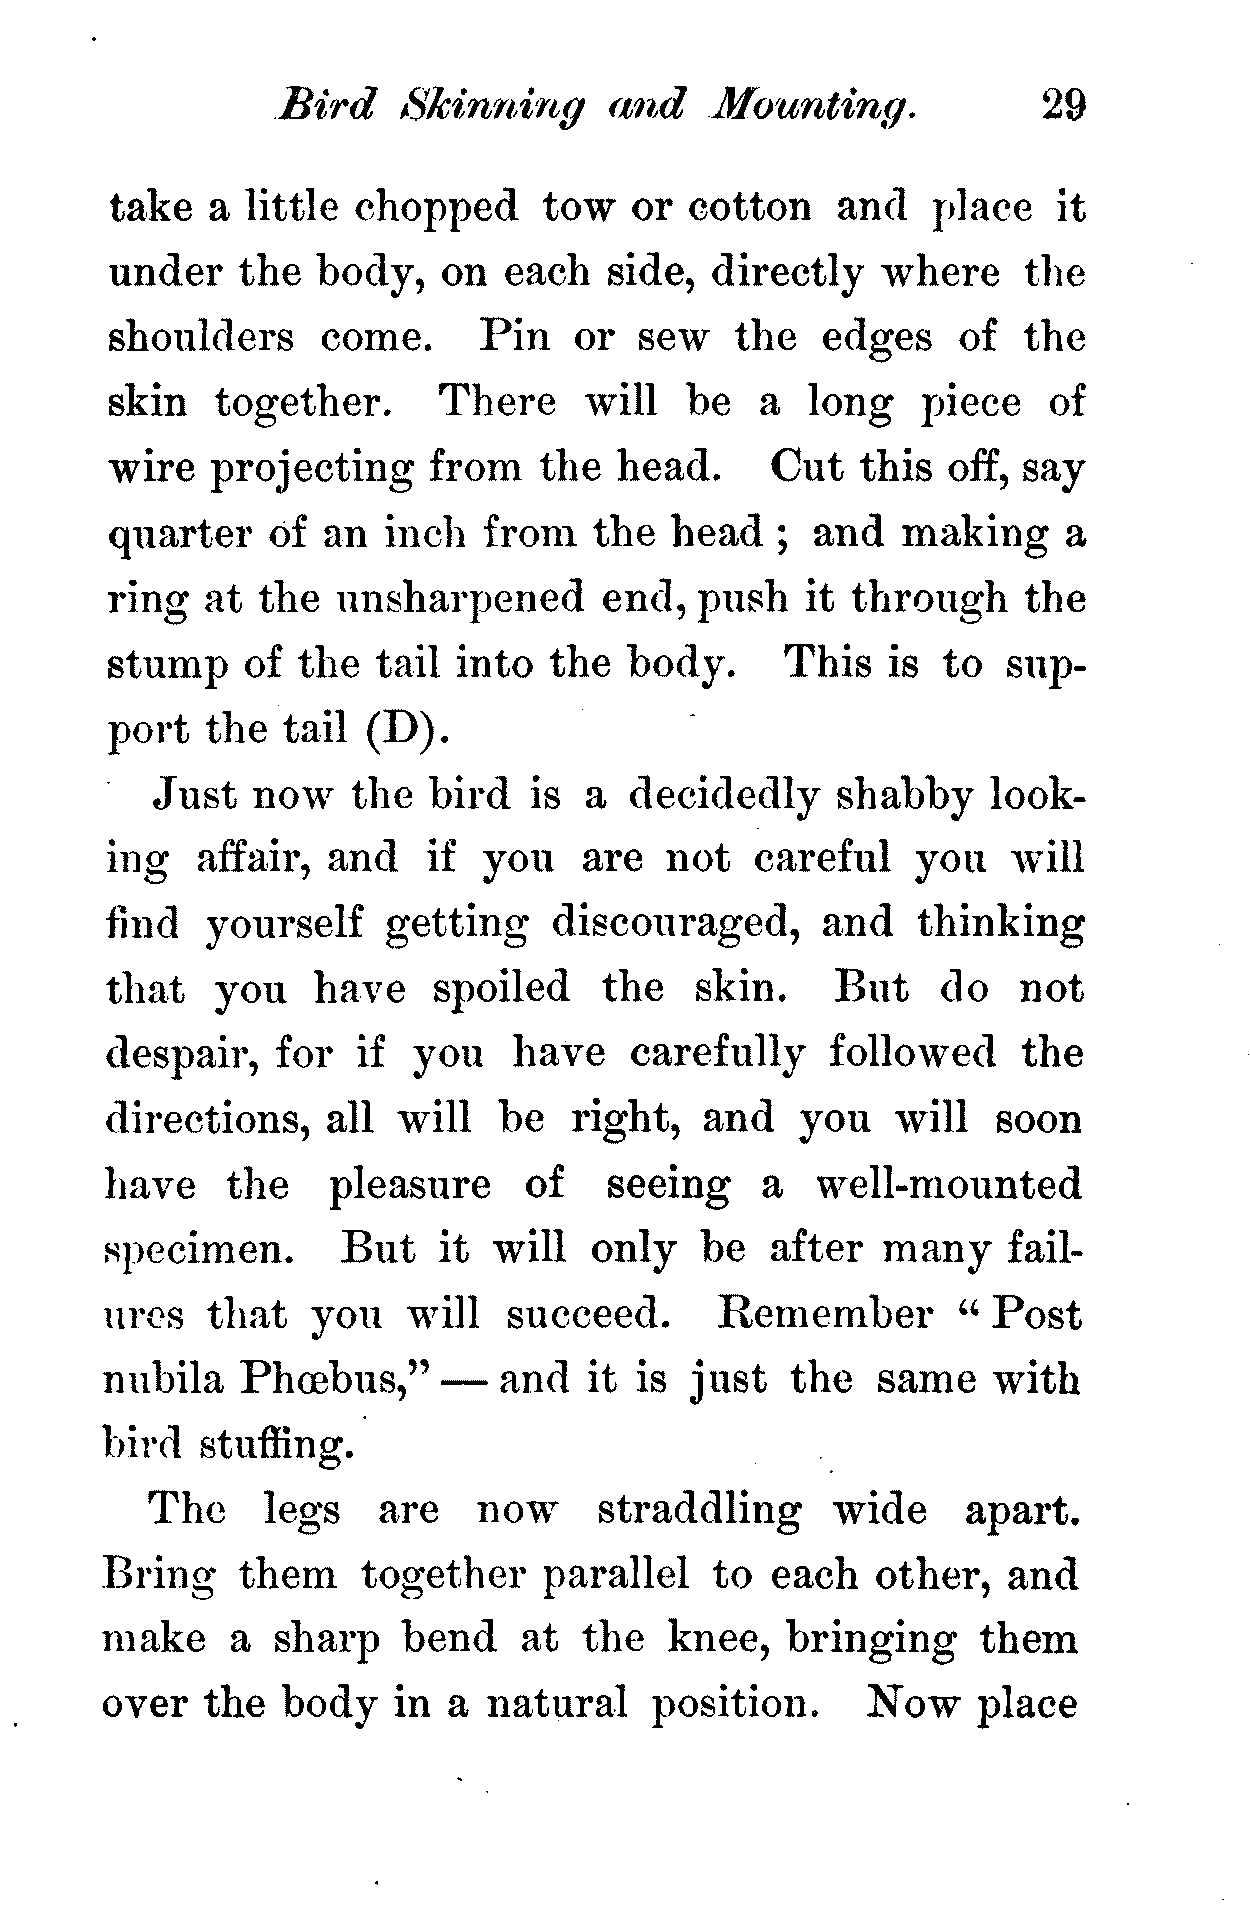 Bird Skinning and Mounting. 29
take a little chopped tow or cotton and place it
under the body, on each side, directly where the
shoulders come. Pin or sew the edges of the
skin together. There will be a long piece of
wire projecting from the head. Cut this off, say
quarter of an inch from the head ; and making a
ring at the unsharpened end, push it through the
stump of the tail into the body. This is to sup-
port the tail (D).
Just now the bird is a decidedly shabby look-
ing affair, and if you are not careful you will
find yourself getting discouraged, and thinking
that you have spoiled the skin. But do not
despair, for if you have carefully followed the
directions, all will be right, and you will soon
have the pleasure of seeing a well-mounted
specimen. But it will only be after many fail-
ures that you will succeed. Remember “ Post
nubila Phœbus,” — and it is just the same with
bird stuffing.
The legs are now straddling wide apart.
Bring them together parallel to each other, and
make a sharp bend at the knee, bringing them
over the body in a natural position. Now place